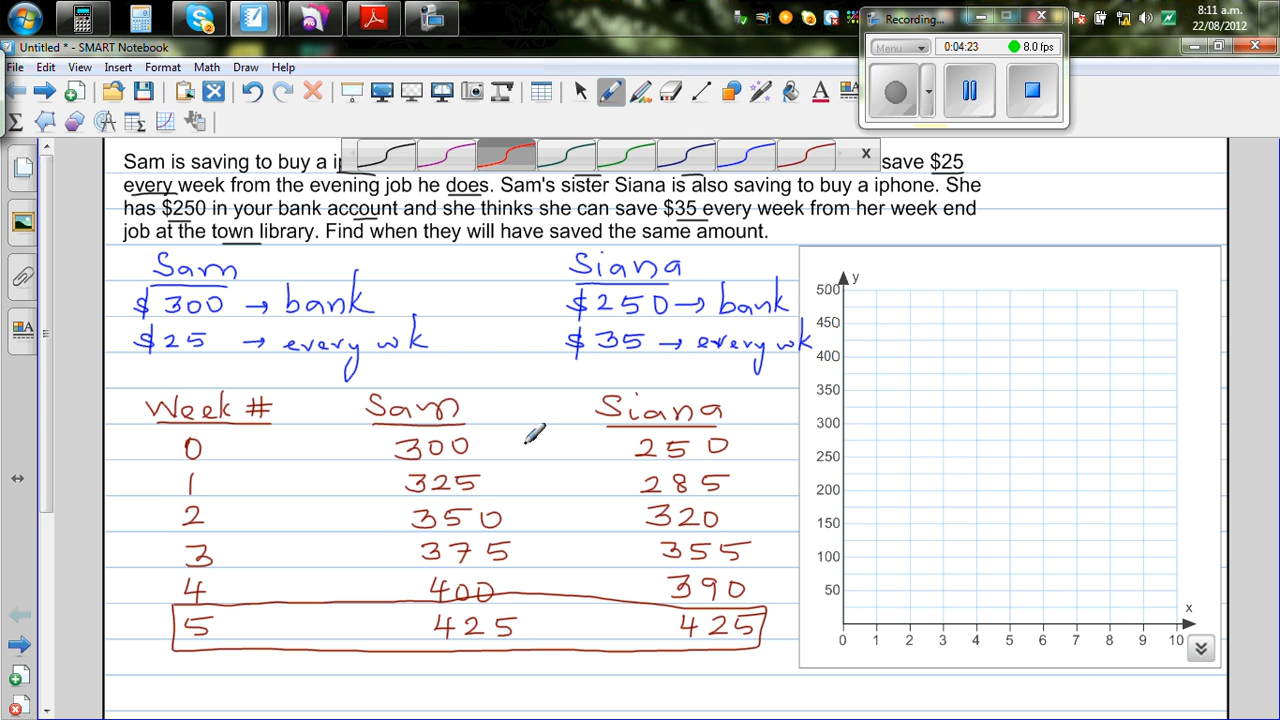 8:11 a.m.
22/08/2012
Recording...
Menu
0:04:23
8.0 fps
Untitled * - SMART Notebook
File Edit View Insert Format Math Draw Help
Sam is saving to buy a save $25
every week from the evening job he does. Sam's sister Siana is also saving to buy a iphone. She
has $250 in your bank account and she thinks she can save $35 every week from her week end
job at the town library. Find when they will have saved the same amount.
Sam Siana
$300 → bank $250 → bank
$25 → every wk $35 → every wk
Week # Sam Siana
0 300 250
1 325 285
2 350 320
3 375 355
4 400 390
5 425 425
y
500
450
400
350
300
250
200
150
100
50
x
0 1 2 3 4 5 6 7 8 9 10